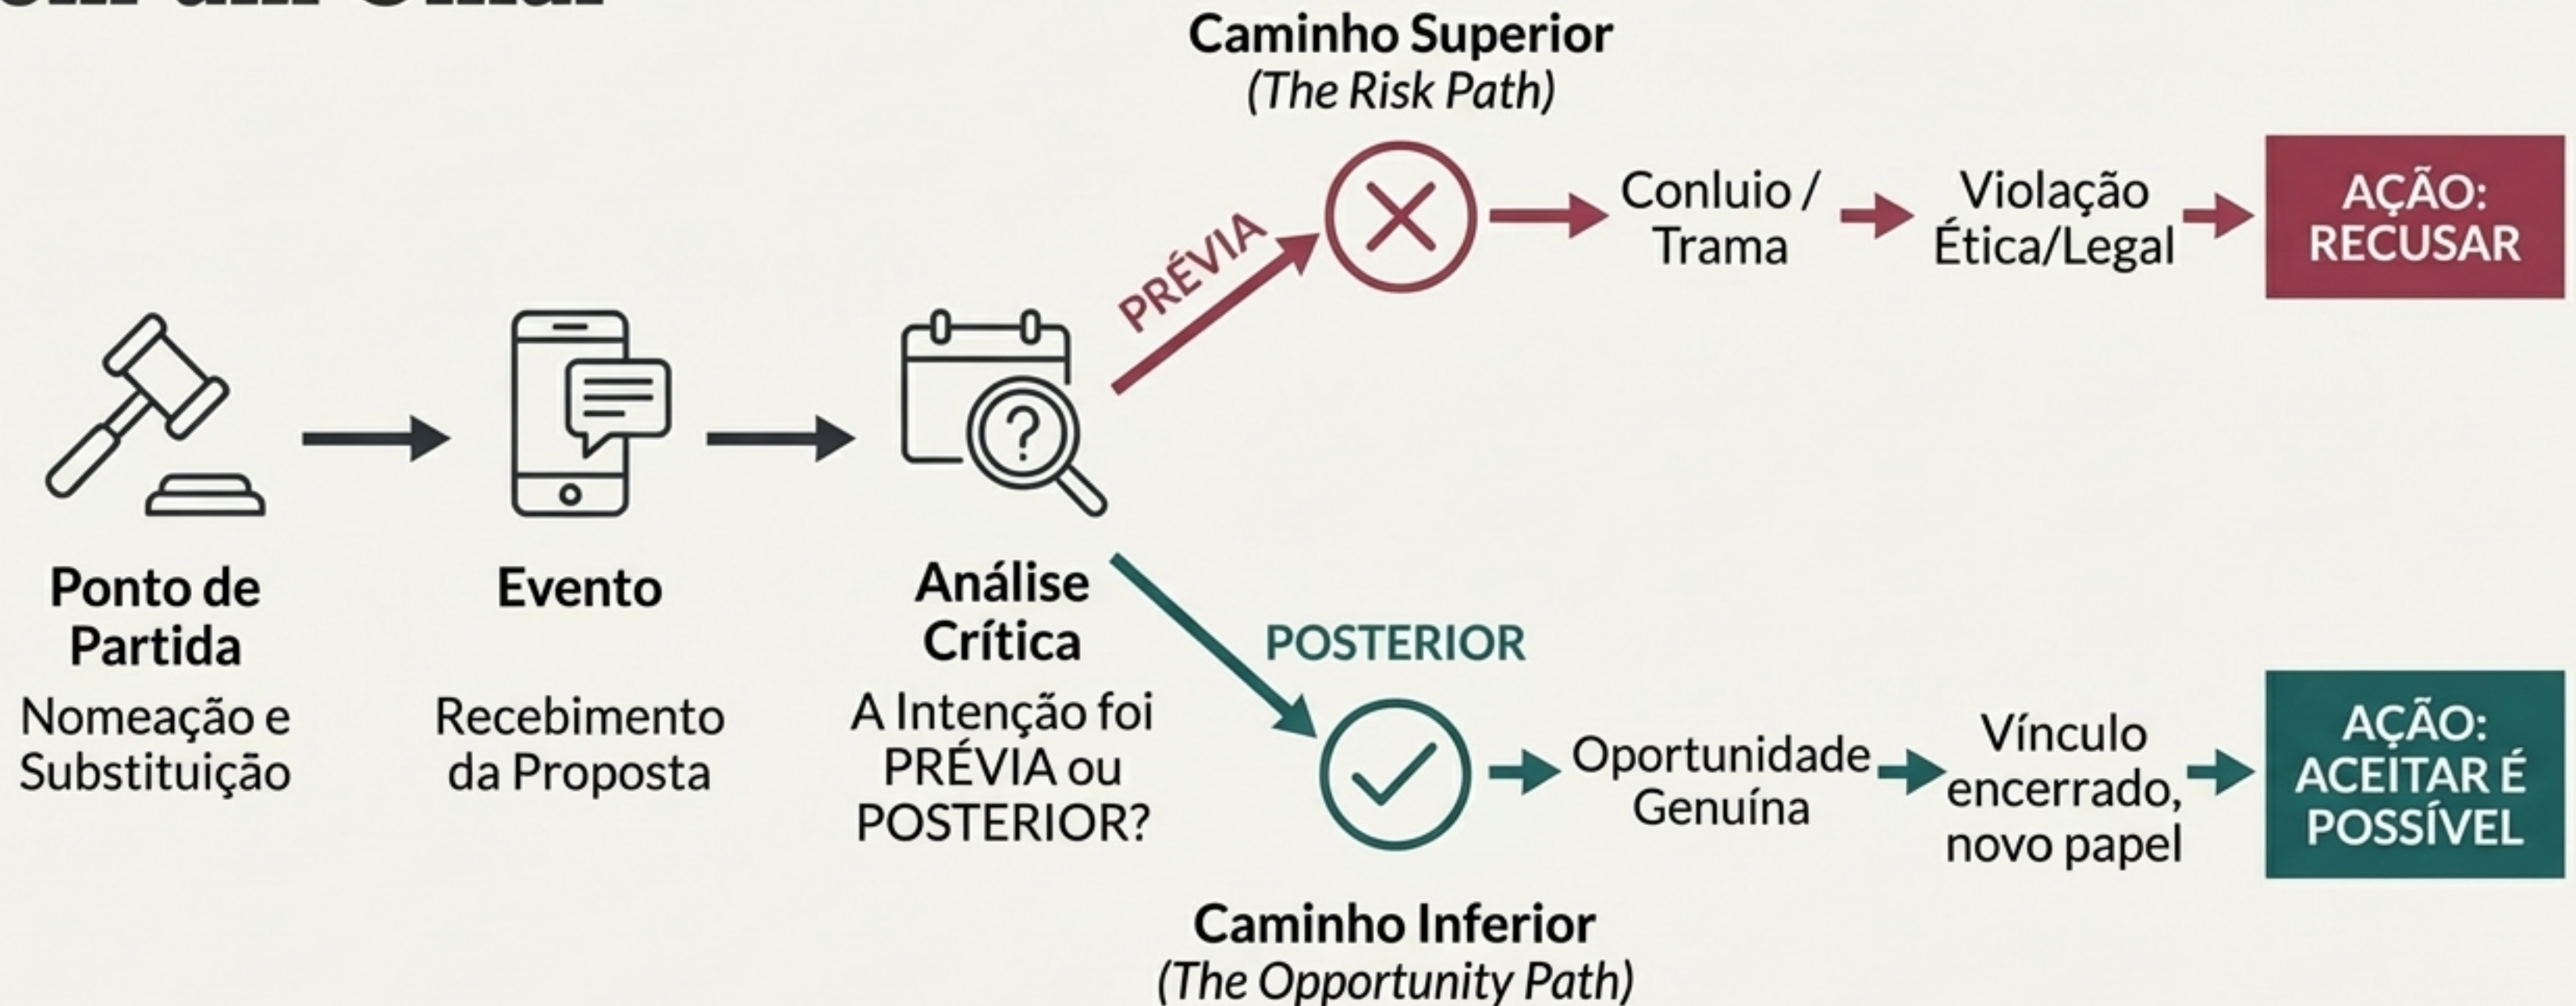 Caminho Superior
(The Risk Path)
PRÉVIA
Conluio /
Trama
Violação
Ética/Legal
AÇÃO:
RECUSAR
Ponto de
Partida
Nomeação e
Substituição
Evento
Recebimento
da Proposta
Análise
Crítica
A Intenção foi
PRÉVIA ou
POSTERIOR?
?
POSTERIOR
Oportunidade
Genuína
Vínculo
encerrado,
novo papel
AÇÃO:
ACEITAR É
POSSÍVEL
Caminho Inferior
(The Opportunity Path)